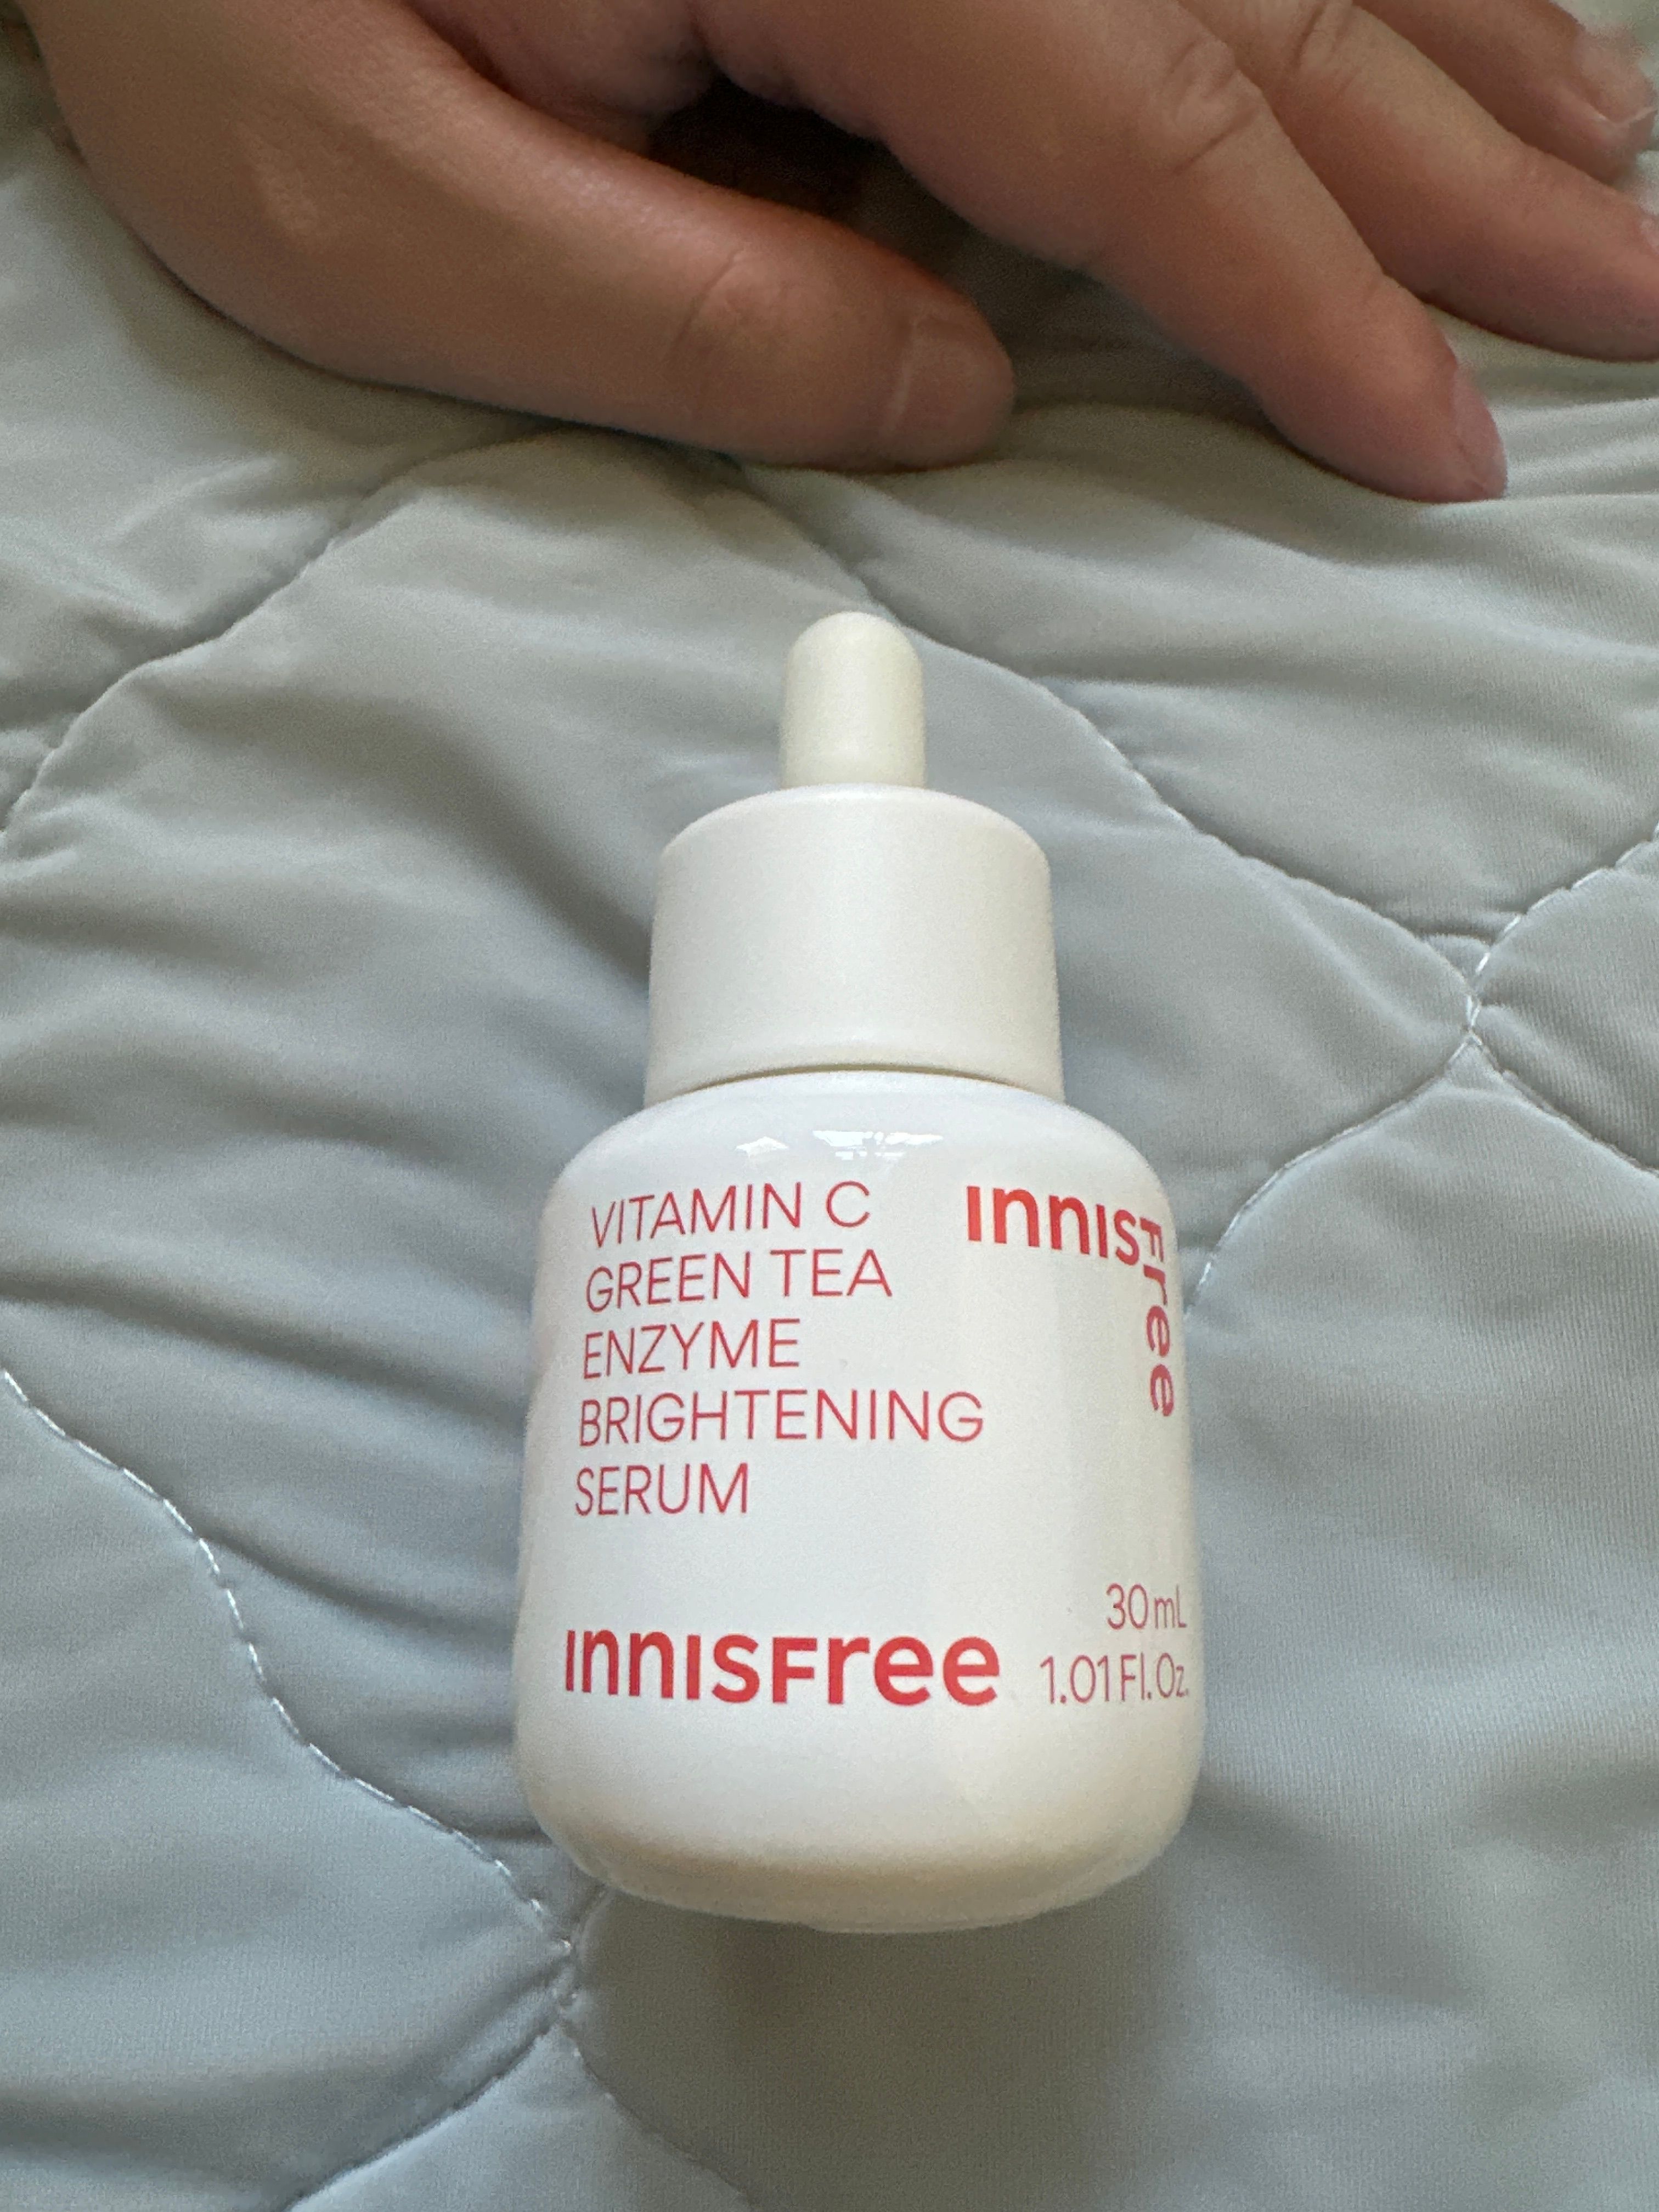 VITAMIN C
GREEN TEA
ENZYME
BRIGHTENING
SERUM
innisFree
innisFree
30mL
1.01 Fl.Oz.